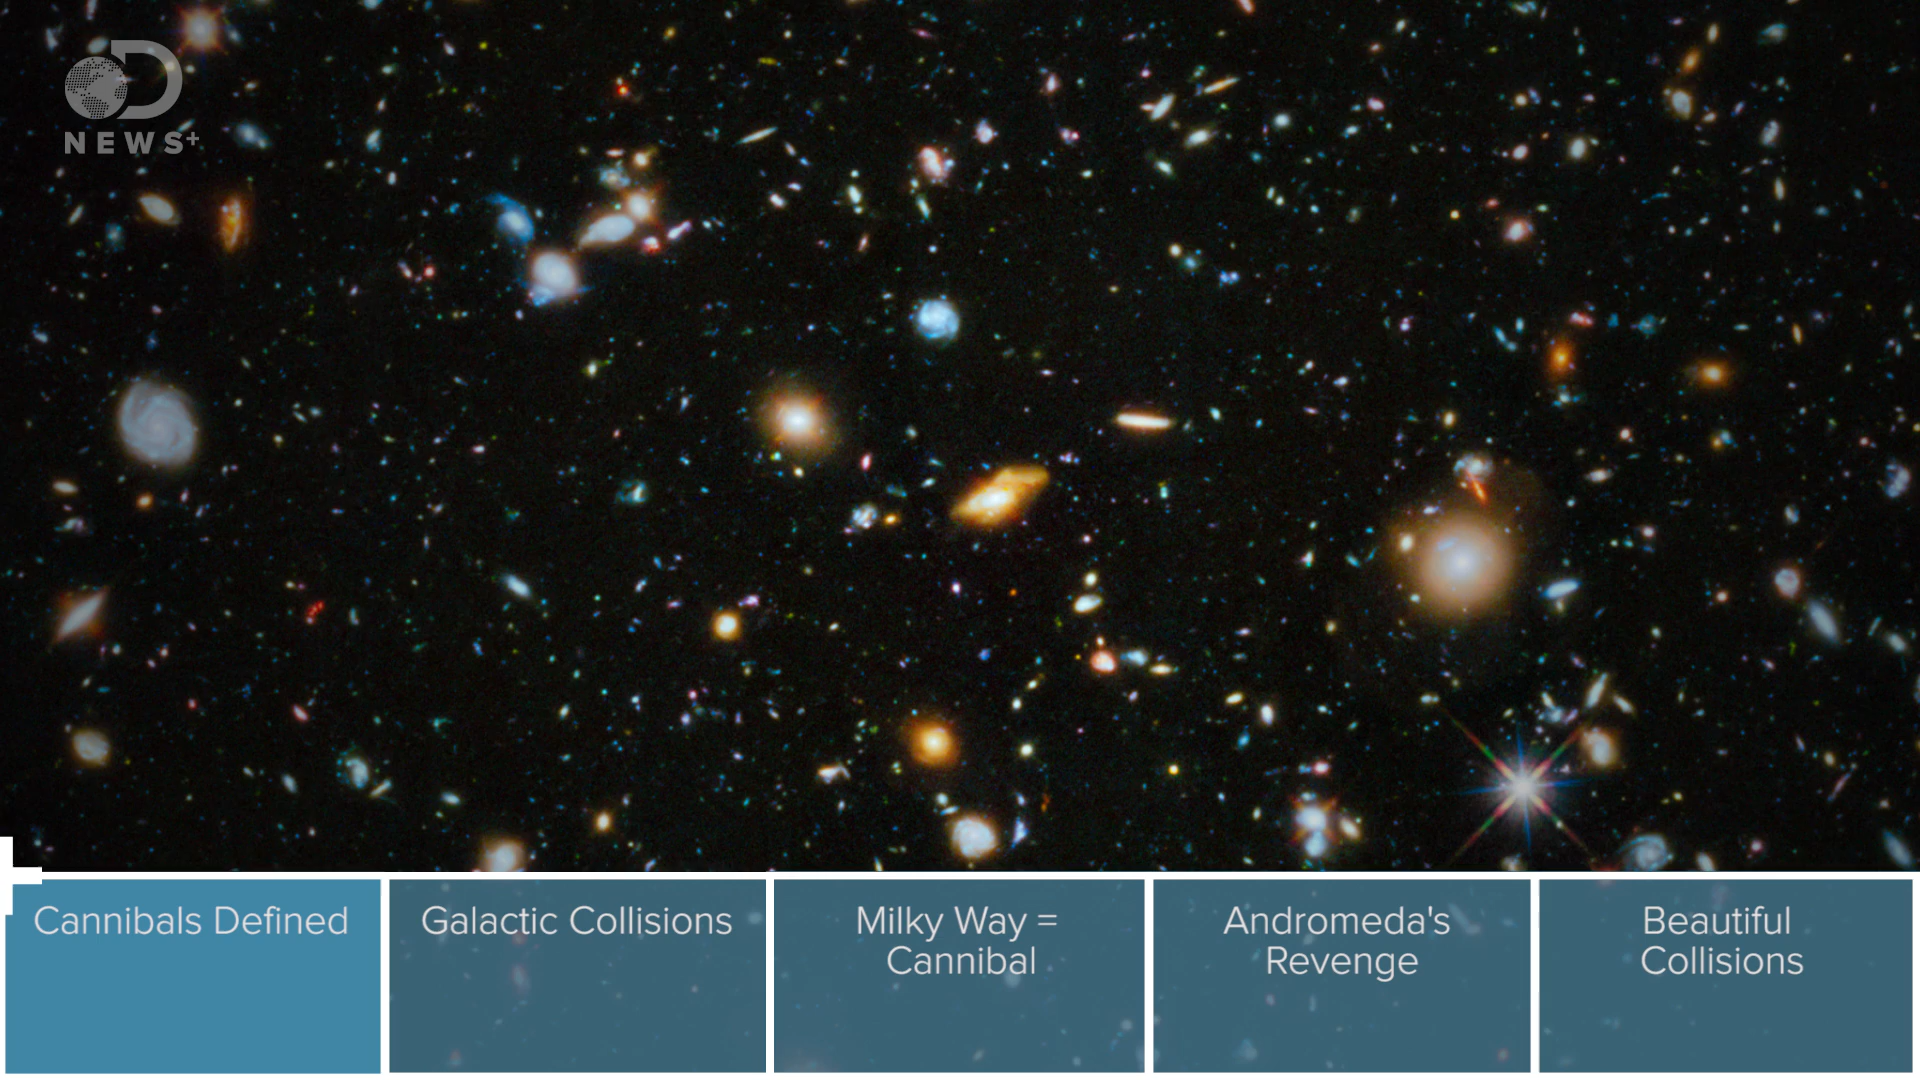 NEWS+
Cannibals Defined
Galactic Collisions
Milky Way =
Cannibal
Andromeda's
Revenge
Beautiful
Collisions